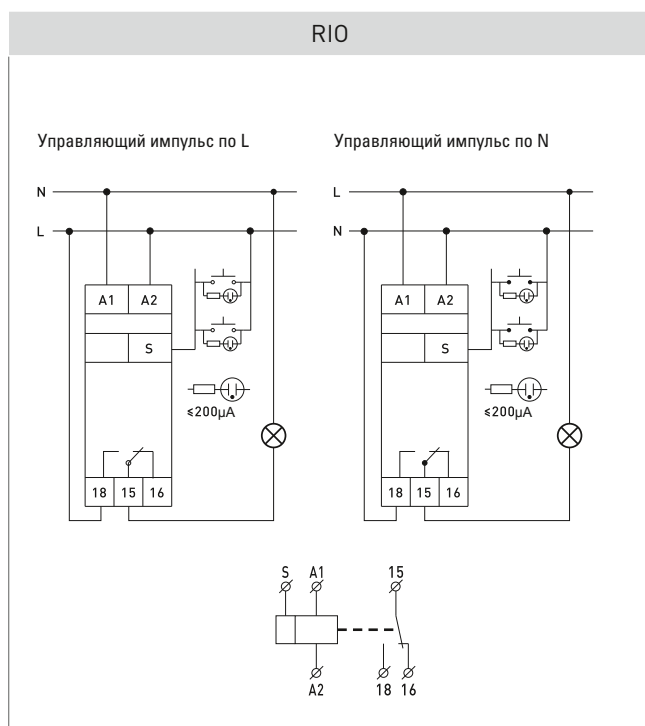 RIO
Управляющий импульс по L
Управляющий импульс по N
N
L
A1 A2
S
≤200µA
18 15 16
L
N
A1 A2
S
≤200µA
18 15 16
S A1 15
A2 18 16